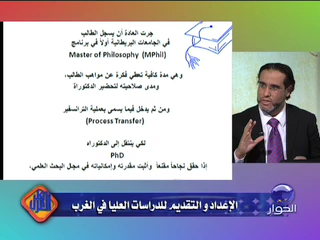 جرت العادة أن يسجل الطالب
في الجامعات البريطانية أولاً في برنامج
Master of Philosophy (MPhil)
وهي مدة كافية تعطي فكرة عن مواهب الطالب،
ومدى صلاحيته لتحضير الدكتوراة
ومن ثم يدخل فيما يسمى بعملية الترانسفير
(Process Transfer)
لكي ينتقل إلى الدكتوراه
PhD
إذا حقق نجاحاً مقنعاً وأثبت مقدرته وإمكانياته في مجال البحث العلمي.
الإعداد و التقديم للدراسات العليا في الغرب
الحوار